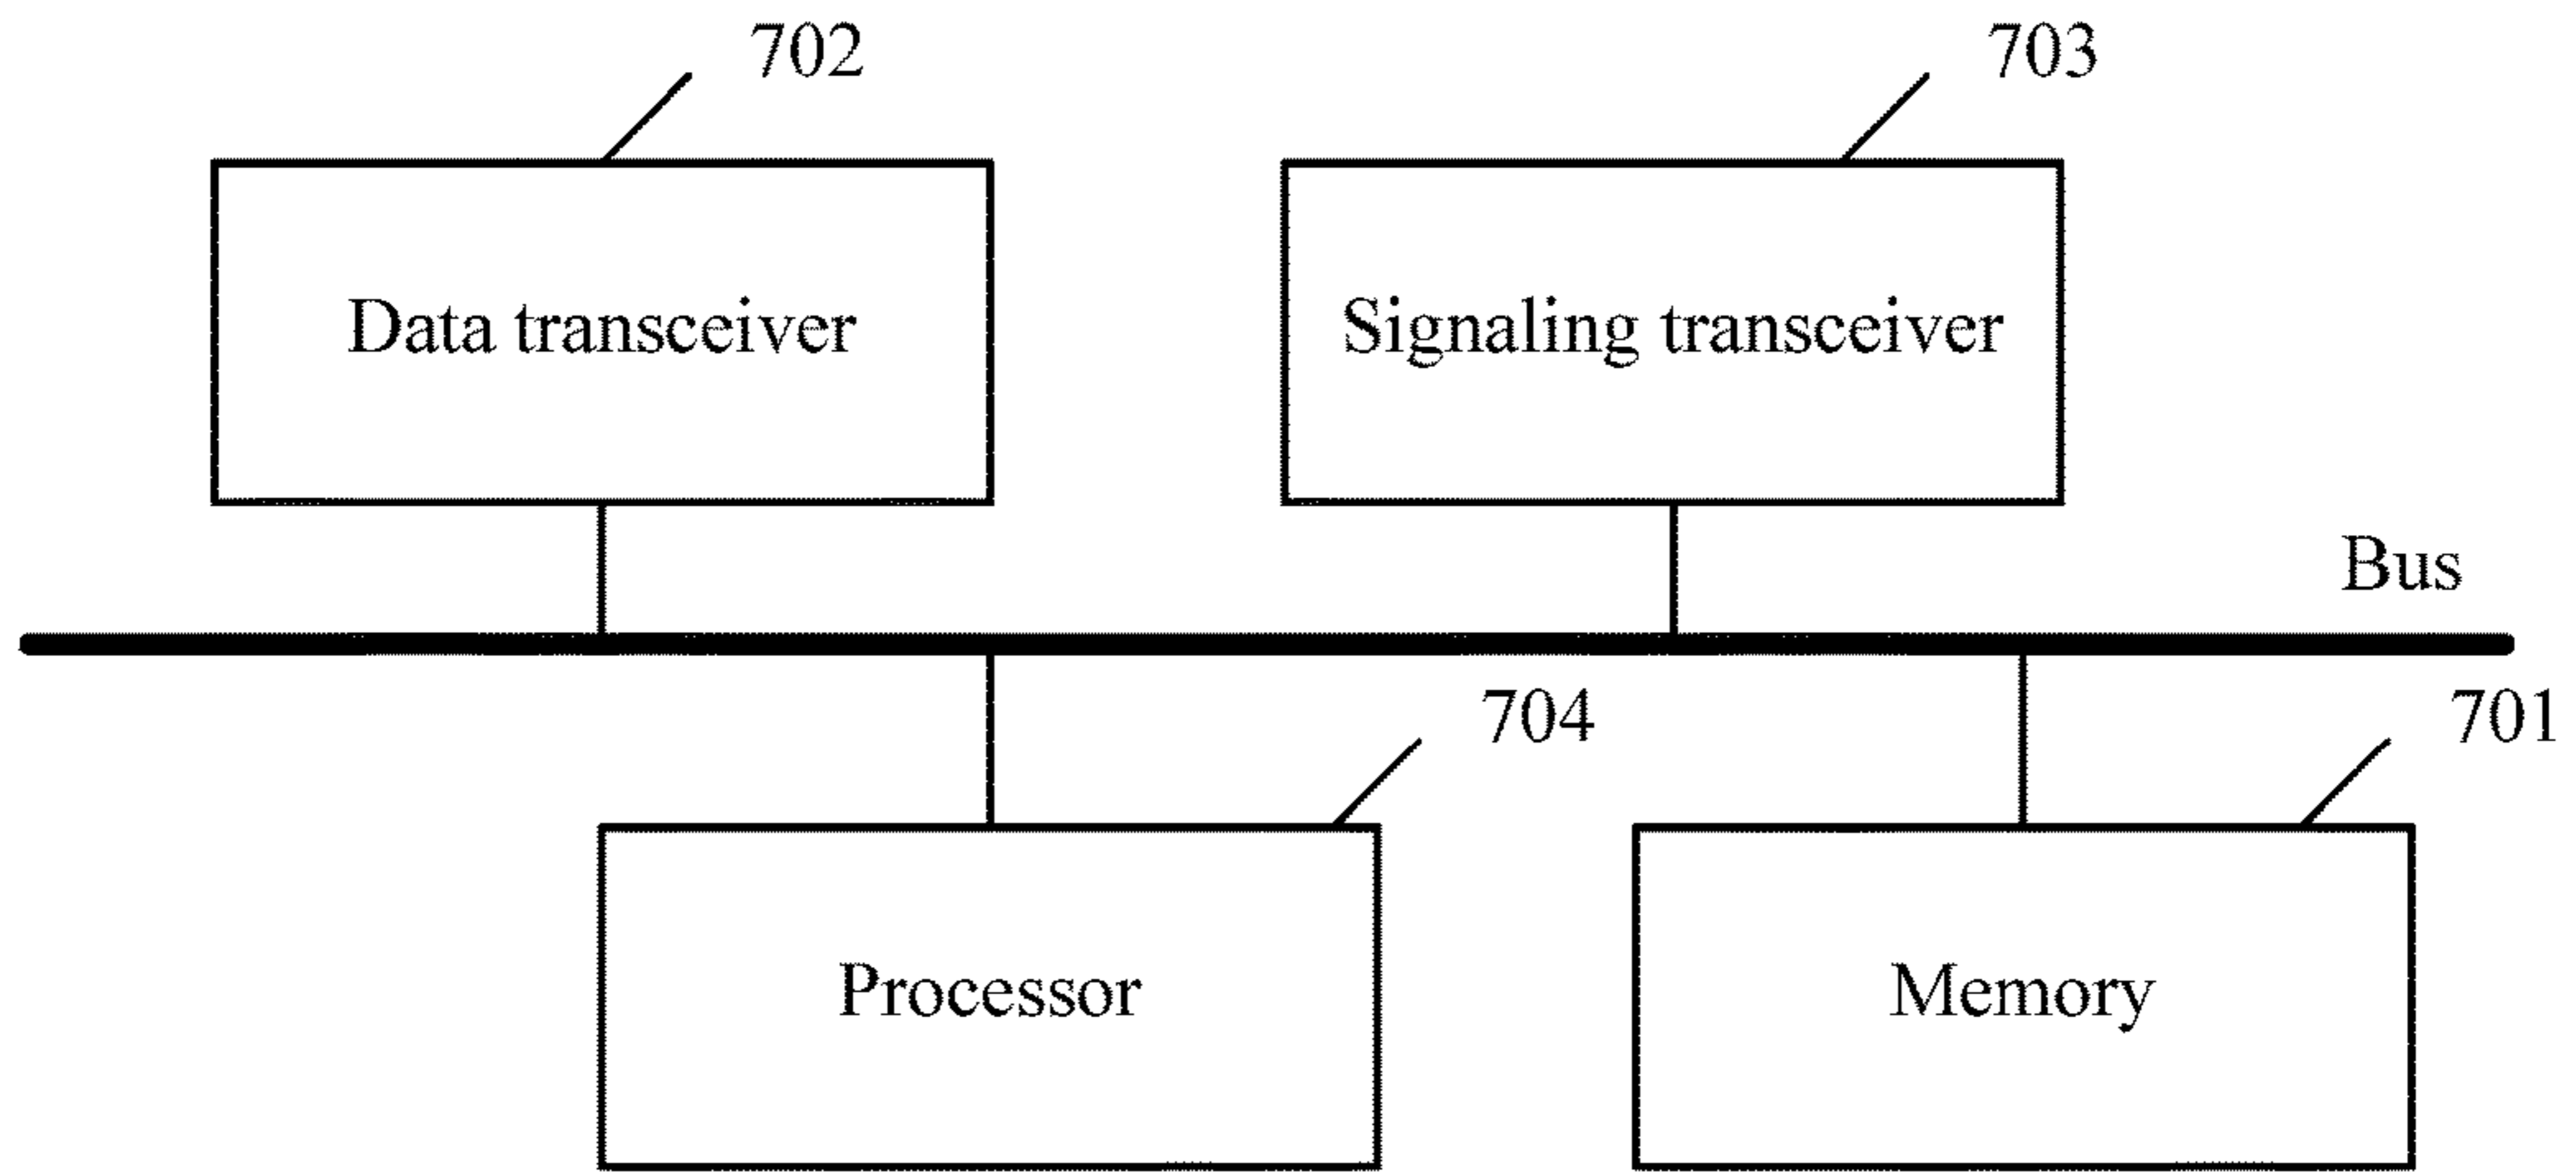 702
703
Data transceiver
Signaling transceiver
Bus
704
701
Processor
Memory